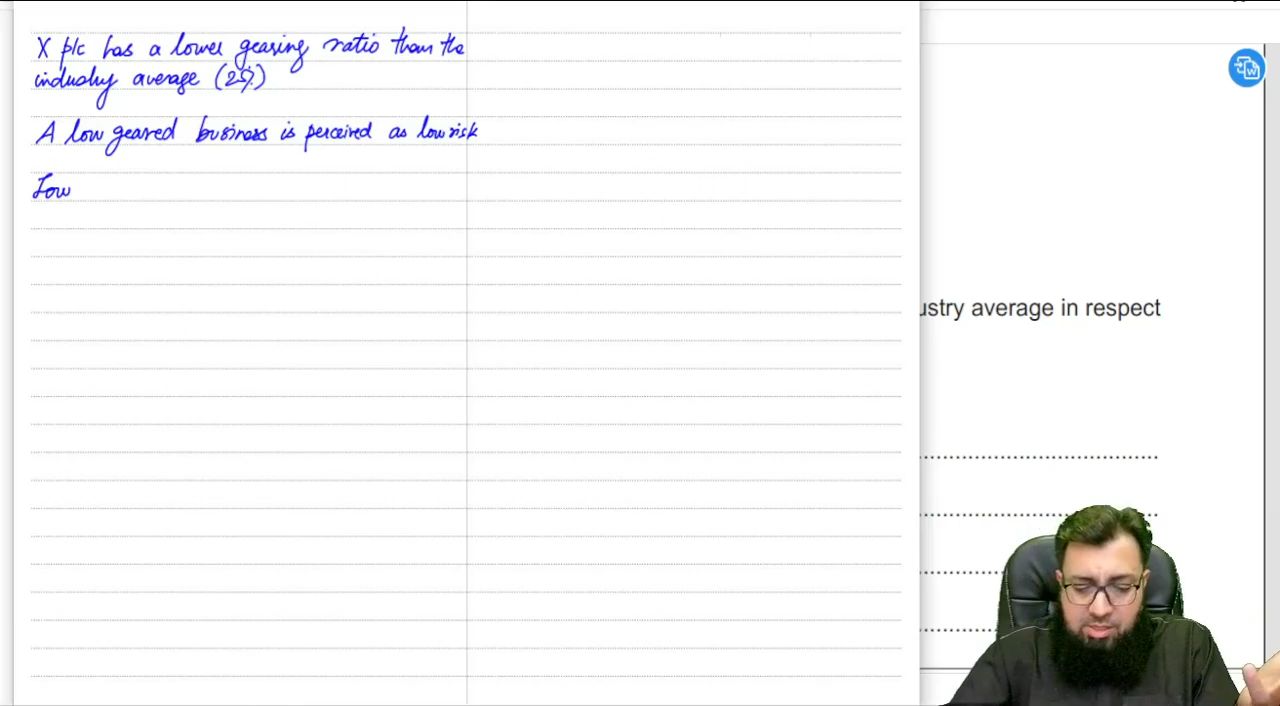 X plc has a lower gearing ratio than the
industry average (25%)
A low geared business is perceived as low risk
Low
ustry average in respect